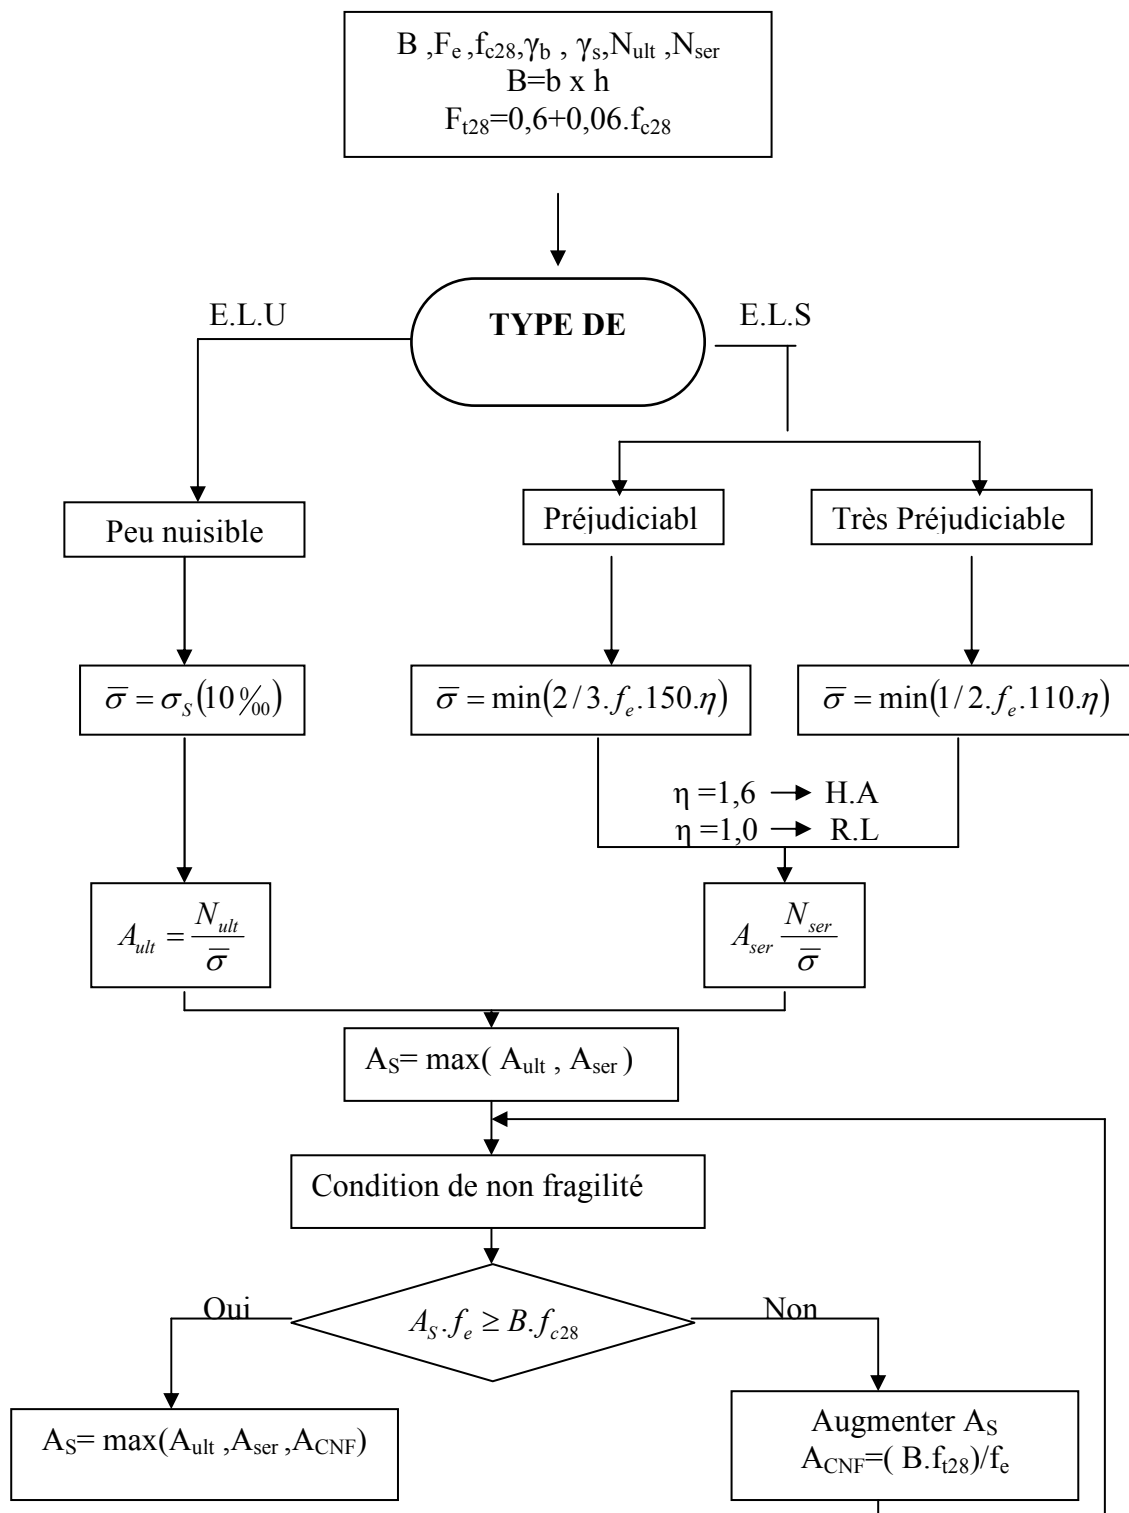 B ,Fe ,fc28,γb , γs,Nult ,Nser
B=b x h
Ft28=0,6+0,06.fc28
E.L.U
TYPE DE
E.L.S
Peu nuisible
Préjudiciabl
Très Préjudiciable
σ̅ = σS(10‰)
σ̅ = min(2/3.fe.150.η)
σ̅ = min(1/2.fe.110.η)
η =1,6 → H.A
η =1,0 → R.L
Ault = Nult / σ̅
Aser Nser / σ̅
AS= max( Ault , Aser )
Condition de non fragilité
Oui
AS.fe ≥ B.fc28
Non
AS= max(Ault ,Aser ,ACNF)
Augmenter AS
ACNF=( B.ft28)/fe